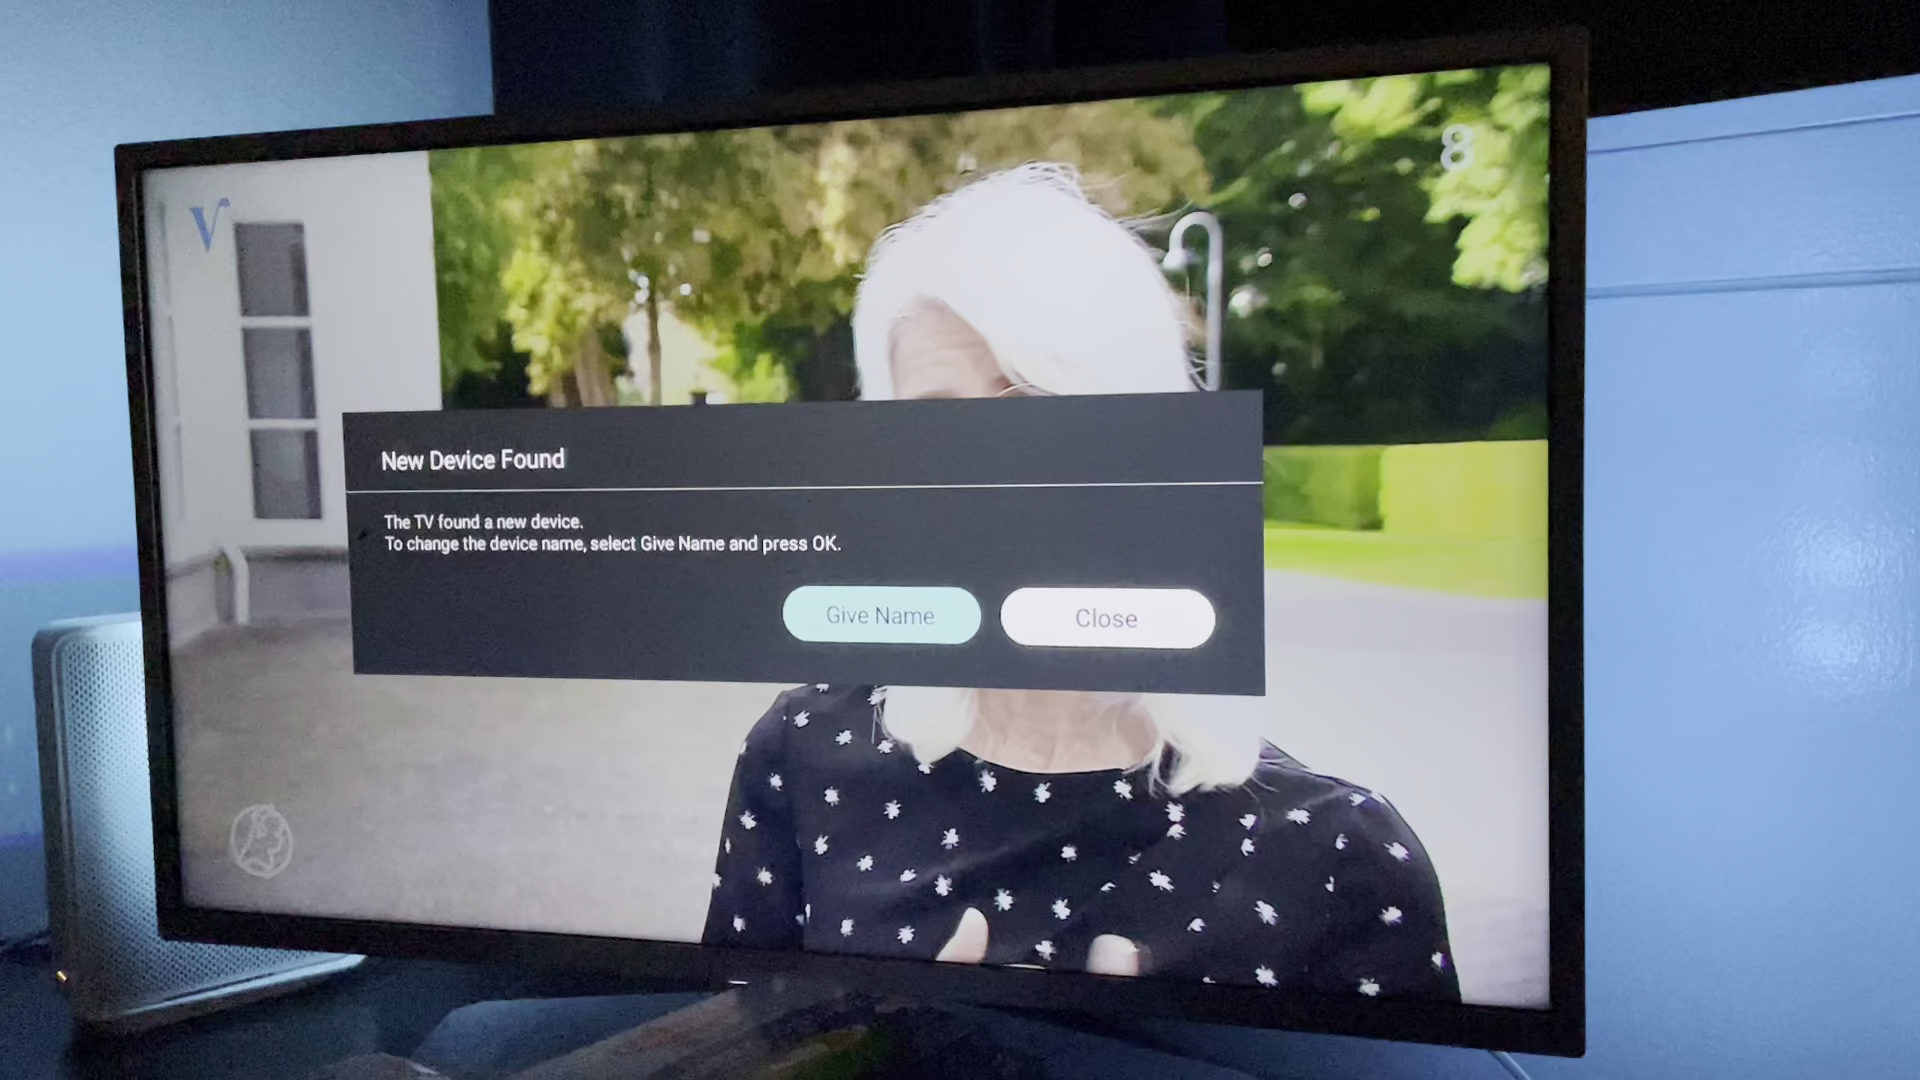 V
8
New Device Found
The TV found a new device.
To change the device name, select Give Name and press OK.
Give Name
Close